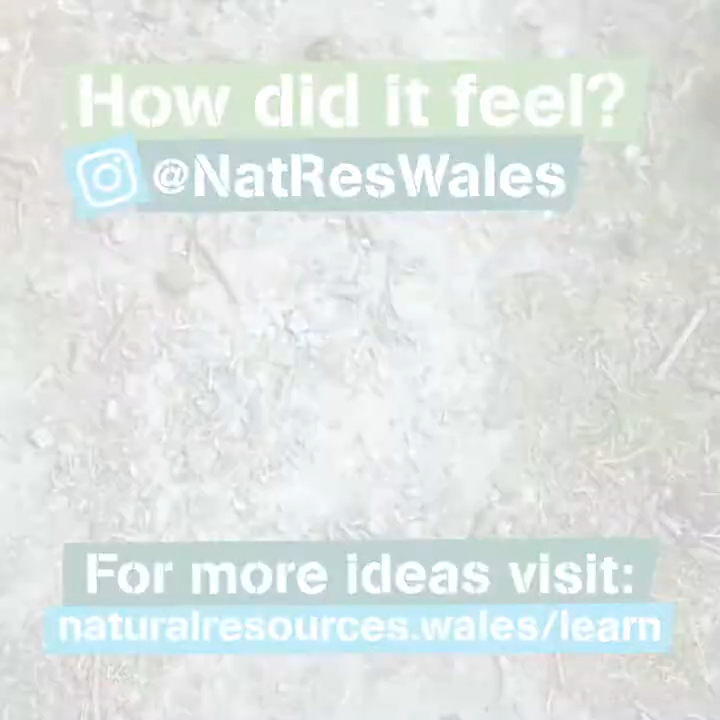 How did it feel?
@NatResWales
For more ideas visit:
naturalresources.wales/learn